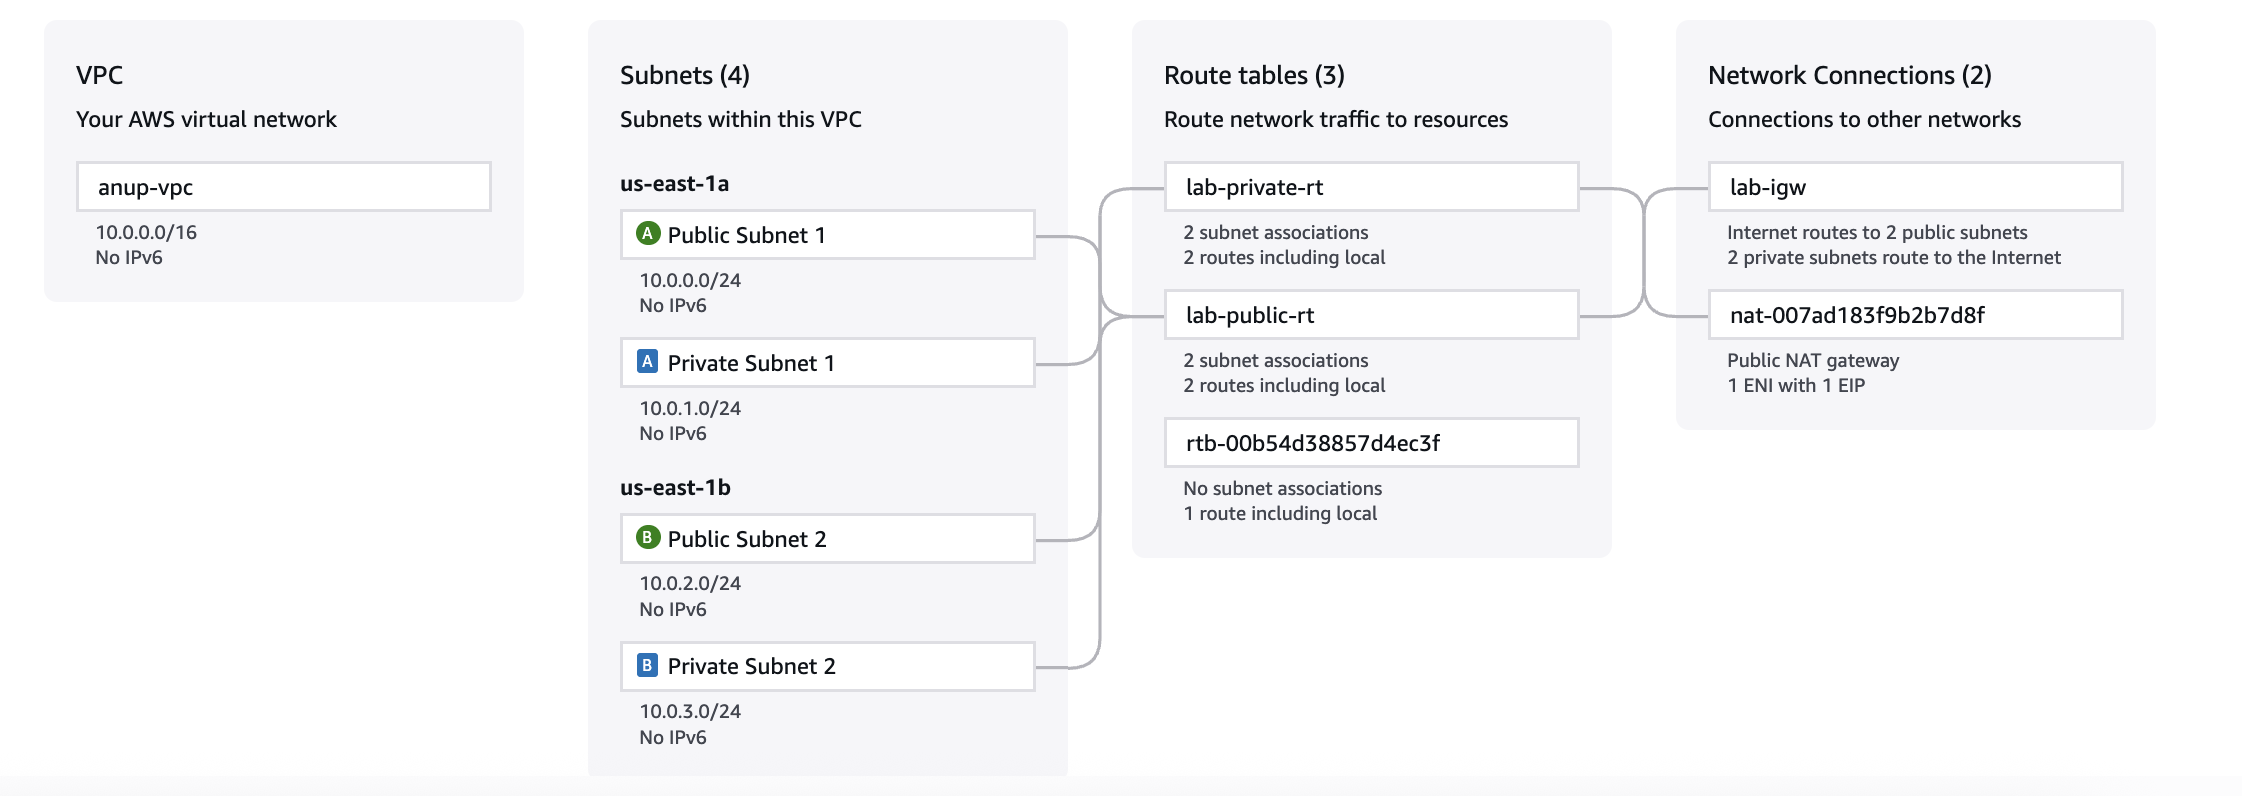 VPC
Your AWS virtual network
anup-vpc
10.0.0.0/16
No IPv6
Subnets (4)
Subnets within this VPC
us-east-1a
A Public Subnet 1
10.0.0.0/24
No IPv6
A Private Subnet 1
10.0.1.0/24
No IPv6
us-east-1b
B Public Subnet 2
10.0.2.0/24
No IPv6
B Private Subnet 2
10.0.3.0/24
No IPv6
Route tables (3)
Route network traffic to resources
lab-private-rt
2 subnet associations
2 routes including local
lab-public-rt
2 subnet associations
2 routes including local
rtb-00b54d38857d4ec3f
No subnet associations
1 route including local
Network Connections (2)
Connections to other networks
lab-igw
Internet routes to 2 public subnets
2 private subnets route to the Internet
nat-007ad183f9b2b7d8f
Public NAT gateway
1 ENI with 1 EIP